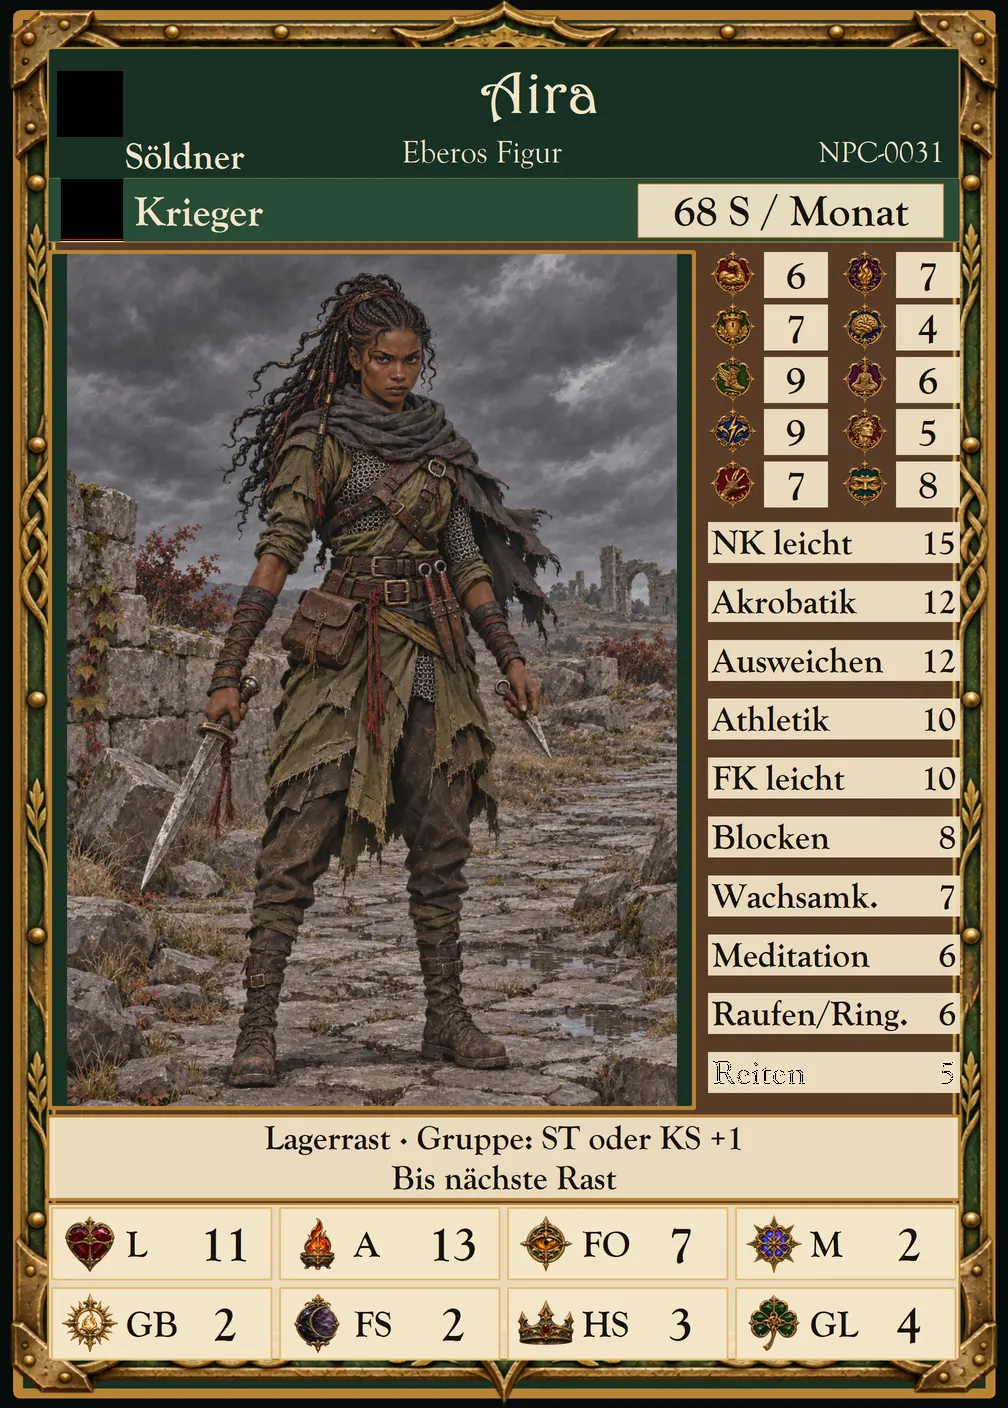 Aira
Söldner Eberos Figur NPC-0031
Krieger 68 S / Monat
6 7
7 4
9 6
9 5
7 8
NK leicht 15
Akrobatik 12
Ausweichen 12
Athletik 10
FK leicht 10
Blocken 8
Wachsamk. 7
Meditation 6
Raufen/Ring. 6
Reiten 5
Lagerrast · Gruppe: ST oder KS +1
Bis nächste Rast
L 11 A 13 FO 7 M 2
GB 2 FS 2 HS 3 GL 4